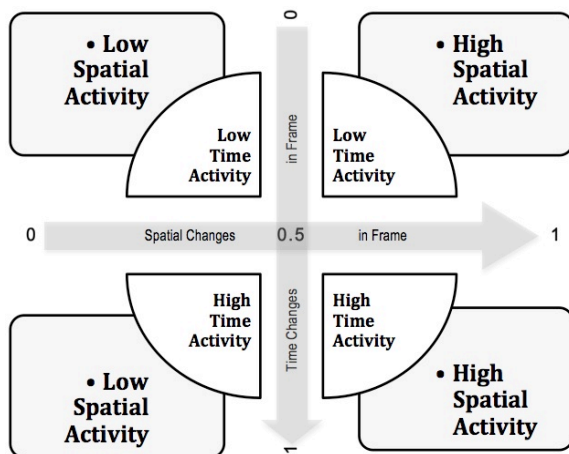 0
• Low
Spatial
Activity
• High
Spatial
Activity
Low
Time
Activity
in Frame
Low
Time
Activity
0
Spatial Changes
0.5
in Frame
1
High
Time
Activity
Time Changes
High
Time
Activity
• Low
Spatial
Activity
• High
Spatial
Activity
1